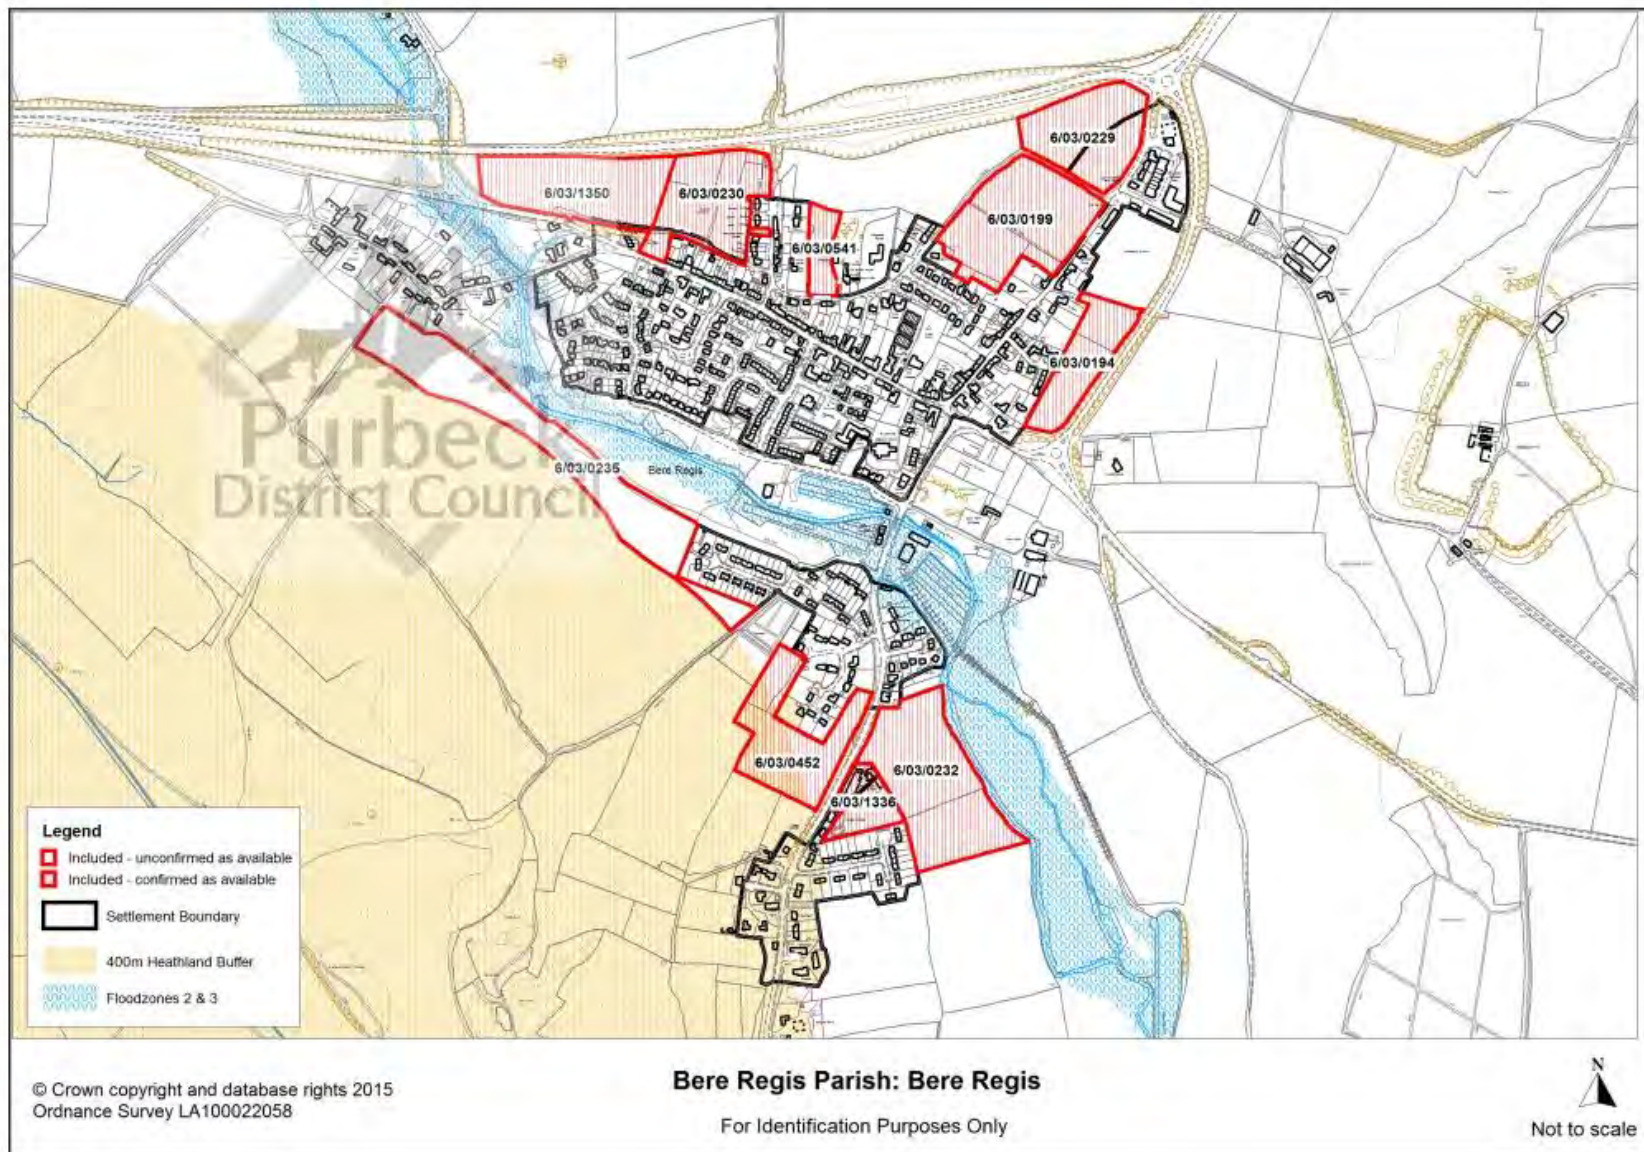 6/03/0229
6/03/1350
6/03/0230
6/03/0199
6/03/0541
6/03/0194
Purbeck
District Council
6/03/0235
Bere Regis
6/03/0452
6/03/0232
6/03/1336
Legend
Included - unconfirmed as available
Included - confirmed as available
Settlement Boundary
400m Heathland Buffer
Floodzones 2 & 3
© Crown copyright and database rights 2015
Ordnance Survey LA100022058
Bere Regis Parish: Bere Regis
For Identification Purposes Only
N
Not to scale